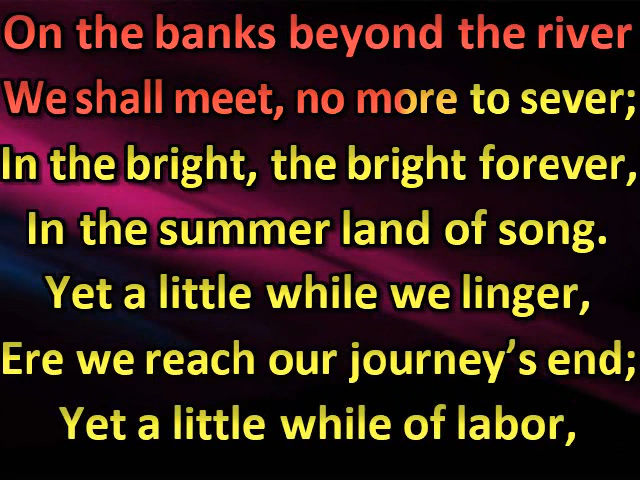 On the banks beyond the river
We shall meet, no more to sever;
In the bright, the bright forever,
In the summer land of song.
Yet a little while we linger,
Ere we reach our journey’s end;
Yet a little while of labor,